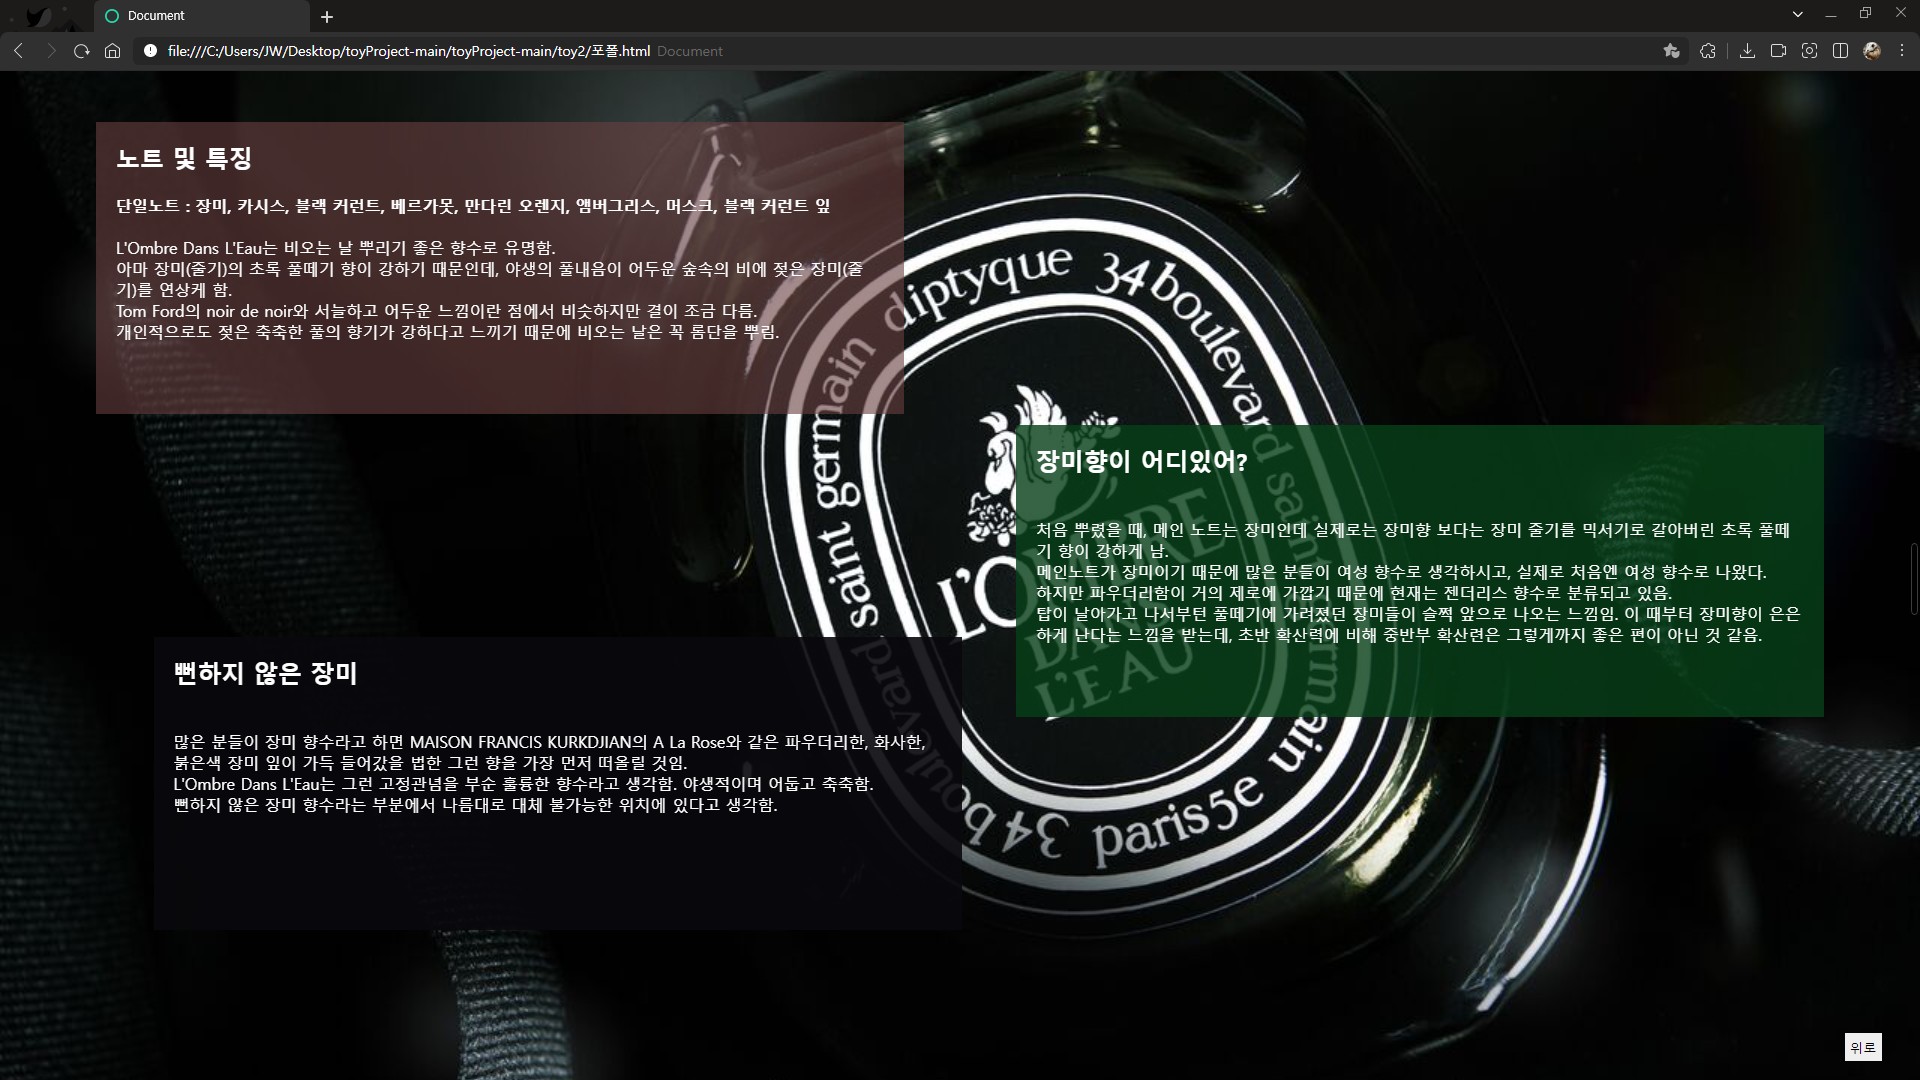 Document
file:///C:/Users/JW/Desktop/toyProject-main/toyProject-main/toy2/포폴.html Document
노트 및 특징
단일노트 : 장미, 카시스, 블랙 커런트, 베르가못, 만다린 오렌지, 앰버그리스, 머스크, 블랙 커런트 잎
L'Ombre Dans L'Eau는 비오는 날 뿌리기 좋은 향수로 유명함.
아마 장미(줄기)의 초록 풀떼기 향이 강하기 때문인데, 야생의 풀내음이 어두운 숲속의 비에 젖은 장미(줄
기)를 연상케 함.
Tom Ford의 noir de noir와 서늘하고 어두운 느낌이란 점에서 비슷하지만 결이 조금 다름.
개인적으로도 젖은 축축한 풀의 향기가 강하다고 느끼기 때문에 비오는 날은 꼭 롬단을 뿌림.
diptyque 34 boulevard saint germain paris5e
34 boulevard saint germain
L'OMBRE
DANS
L'EAU
장미향이 어디있어?
처음 뿌렸을 때, 메인 노트는 장미인데 실제로는 장미향 보다는 장미 줄기를 믹서기로 갈아버린 초록 풀떼
기 향이 강하게 남.
메인노트가 장미이기 때문에 많은 분들이 여성 향수로 생각하시고, 실제로 처음엔 여성 향수로 나왔다.
하지만 파우더리함이 거의 제로에 가깝기 때문에 현재는 젠더리스 향수로 분류되고 있음.
탑이 날아가고 나서부턴 풀떼기에 가려졌던 장미들이 슬쩍 앞으로 나오는 느낌임. 이 때부터 장미향이 은은
하게 난다는 느낌을 받는데, 초반 확산력에 비해 중반부 확산련은 그렇게까지 좋은 편이 아닌 것 같음.
뻔하지 않은 장미
많은 분들이 장미 향수라고 하면 MAISON FRANCIS KURKDJIAN의 A La Rose와 같은 파우더리한, 화사한,
붉은색 장미 잎이 가득 들어갔을 법한 그런 향을 가장 먼저 떠올릴 것임.
L'Ombre Dans L'Eau는 그런 고정관념을 부순 훌륭한 향수라고 생각함. 야생적이며 어둡고 축축함.
뻔하지 않은 장미 향수라는 부분에서 나름대로 대체 불가능한 위치에 있다고 생각함.
위로